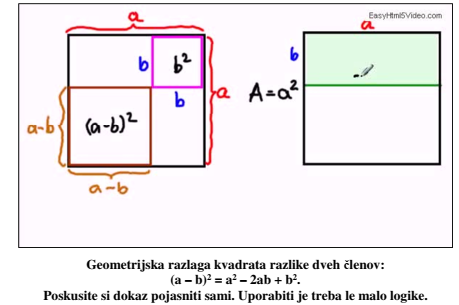 EasyHtml5Video.com
a
a
b
b²
b
b
A=a²
a
a-b
(a-b)²
a-b
Geometrijska razlaga kvadrata razlike dveh členov:
(a – b)² = a² – 2ab + b².
Poskusite si dokaz pojasniti sami. Uporabiti je treba le malo logike.